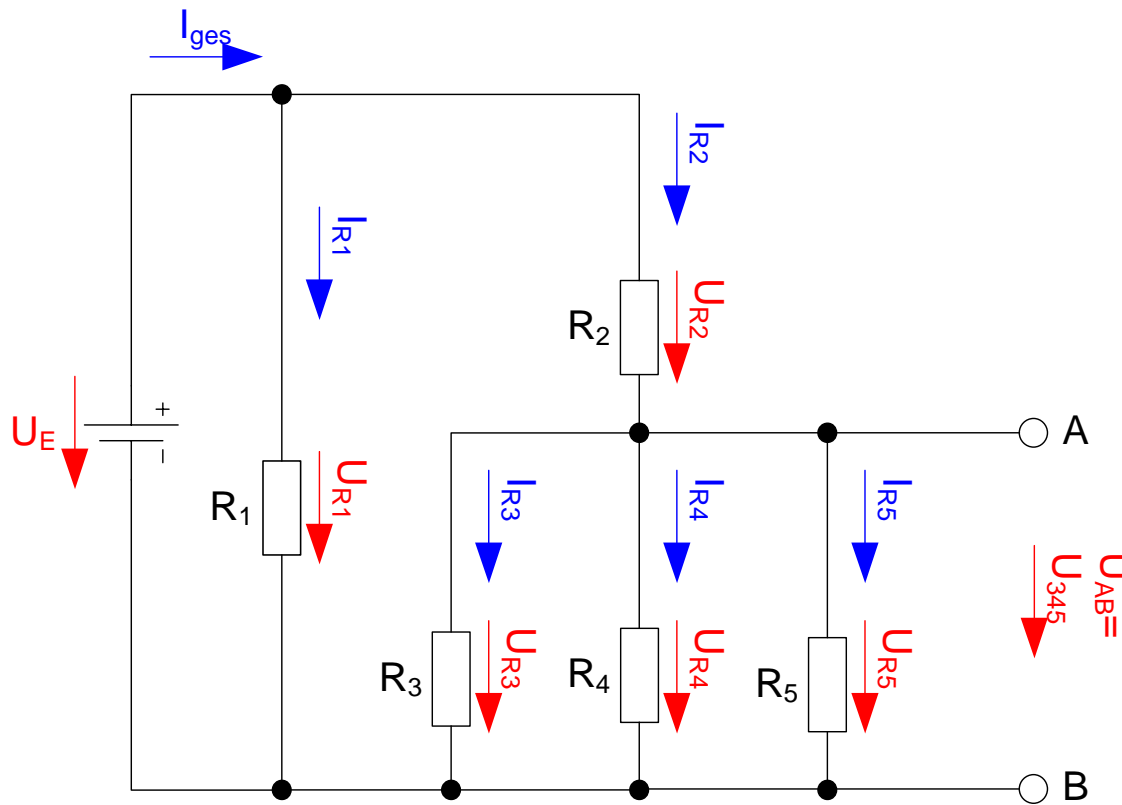 Iges
IR2
IR1
UR2
R2
+
UE
−
A
R1
UR1
IR3
IR4
IR5
UAB=
U345
R3
UR3
R4
UR4
R5
UR5
B